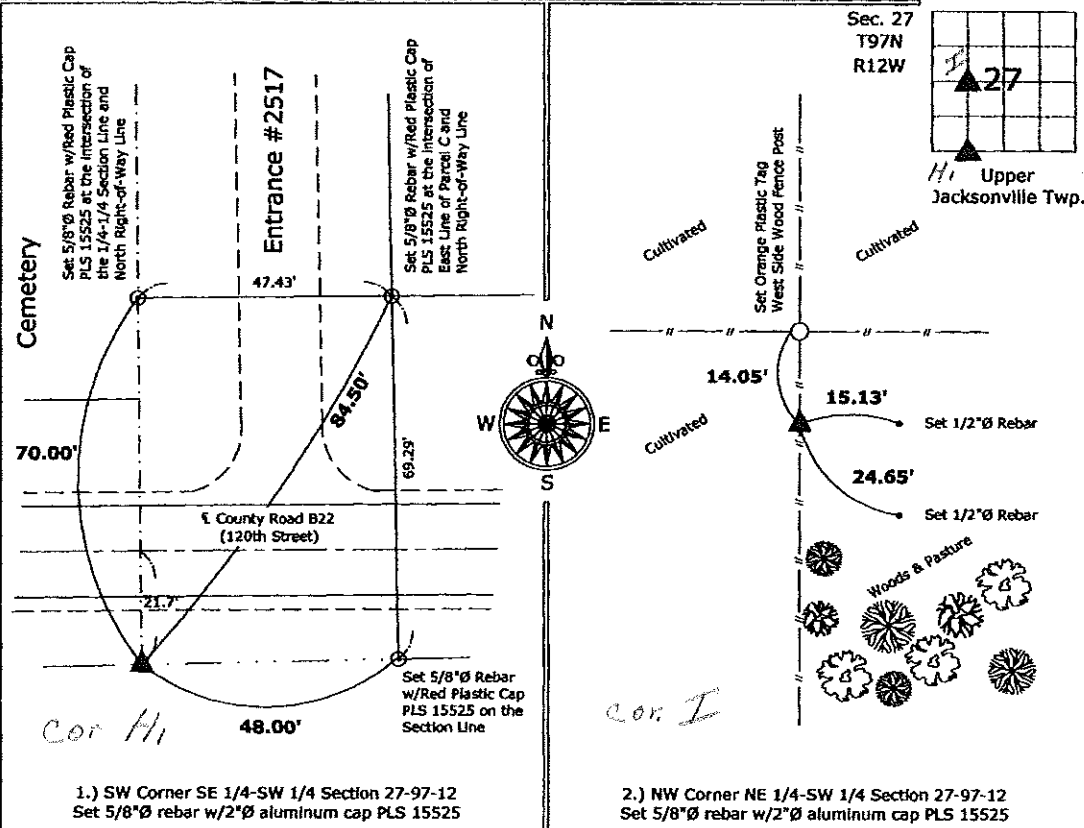 Sec. 27
T97N
R12W
I
27
H₁
Upper
Jacksonville Twp.
Set 5/8"Ø Rebar w/Red Plastic Cap
PLS 15525 at the Intersection of
the 1/4-1/4 Section Line and
North Right-of-Way Line
Entrance #2517
Set 5/8"Ø Rebar w/Red Plastic Cap
PLS 15525 at the Intersection of
East Line of Parcel C and
North Right-of-Way Line
Cemetery
47.43'
84.50'
70.00'
69.29'
℄ County Road B22
(120th Street)
21.7'
Set 5/8"Ø Rebar
w/Red Plastic Cap
PLS 15525 on the
Section Line
Cor H₁
48.00'
1.) SW Corner SE 1/4-SW 1/4 Section 27-97-12
Set 5/8"Ø rebar w/2"Ø aluminum cap PLS 15525
N
W
E
S
Cultivated
Set Orange Plastic Tag
West Side Wood Fence Post
Cultivated
14.05'
15.13'
Set 1/2"Ø Rebar
Cultivated
24.65'
Set 1/2"Ø Rebar
Woods & Pasture
Cor. I
2.) NW Corner NE 1/4-SW 1/4 Section 27-97-12
Set 5/8"Ø rebar w/2"Ø aluminum cap PLS 15525